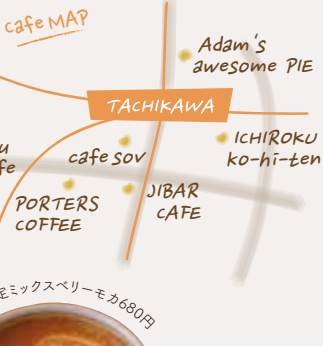 cafe MAP
Adam's
awesome PIE
TACHIKAWA
ICHIROKU
ko-hi-ten
cafe sov
JIBAR
CAFE
PORTERS
COFFEE
定ミックスベリーモカ680円